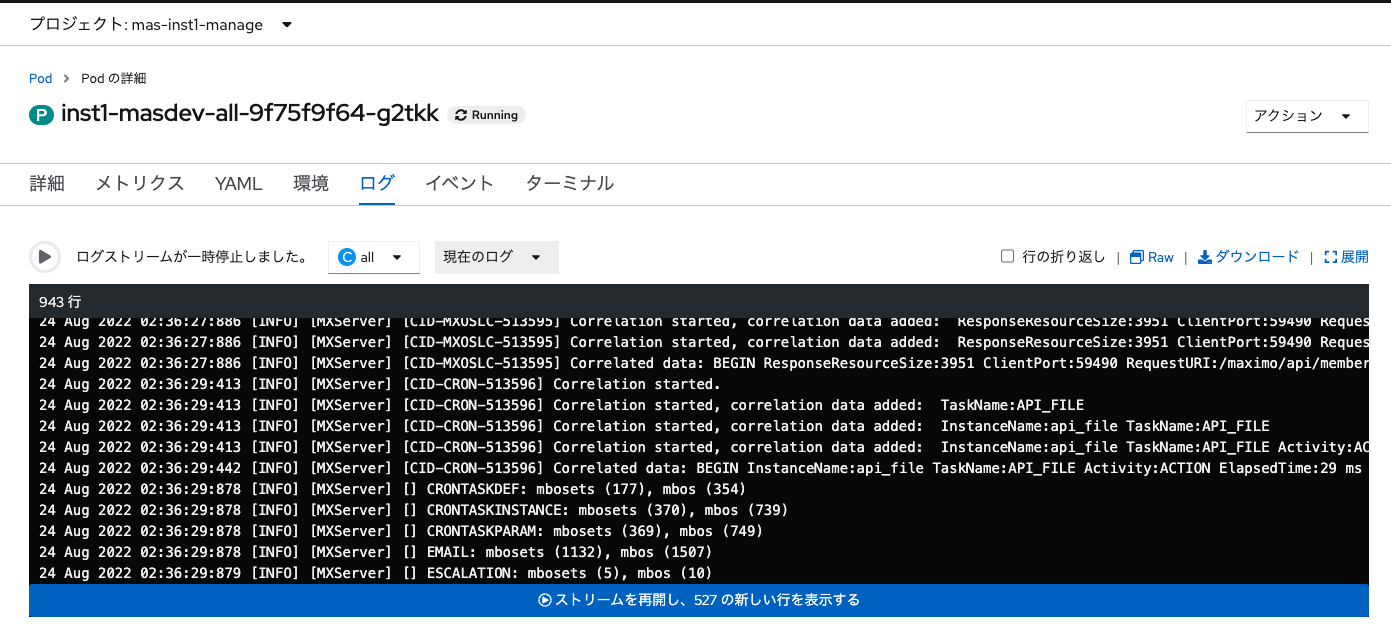 プロジェクト: mas-inst1-manage
Pod > Pod の詳細
P inst1-masdev-all-9f75f9f64-g2tkk Running
アクション
詳細 メトリクス YAML 環境 ログ イベント ターミナル
ログストリームが一時停止しました。 C all 現在のログ 行の折り返し | Raw | ダウンロード | 展開
943 行
24 Aug 2022 02:36:27:886 [INFO] [MXServer] [CID-MXOSLC-513595] Correlation started, correlation data added:  ResponseResourceSize:3951 ClientPort:59490 Reques
24 Aug 2022 02:36:27:886 [INFO] [MXServer] [CID-MXOSLC-513595] Correlation started, correlation data added:  ResponseResourceSize:3951 ClientPort:59490 Reques
24 Aug 2022 02:36:27:886 [INFO] [MXServer] [CID-MXOSLC-513595] Correlated data: BEGIN ResponseResourceSize:3951 ClientPort:59490 RequestURI:/maximo/api/member
24 Aug 2022 02:36:29:413 [INFO] [MXServer] [CID-CRON-513596] Correlation started.
24 Aug 2022 02:36:29:413 [INFO] [MXServer] [CID-CRON-513596] Correlation started, correlation data added:  TaskName:API_FILE
24 Aug 2022 02:36:29:413 [INFO] [MXServer] [CID-CRON-513596] Correlation started, correlation data added:  InstanceName:api_file TaskName:API_FILE
24 Aug 2022 02:36:29:413 [INFO] [MXServer] [CID-CRON-513596] Correlation started, correlation data added:  InstanceName:api_file TaskName:API_FILE Activity:AC
24 Aug 2022 02:36:29:442 [INFO] [MXServer] [CID-CRON-513596] Correlated data: BEGIN InstanceName:api_file TaskName:API_FILE Activity:ACTION ElapsedTime:29 ms
24 Aug 2022 02:36:29:878 [INFO] [MXServer] [] CRONTASKDEF: mbosets (177), mbos (354)
24 Aug 2022 02:36:29:878 [INFO] [MXServer] [] CRONTASKINSTANCE: mbosets (370), mbos (739)
24 Aug 2022 02:36:29:878 [INFO] [MXServer] [] CRONTASKPARAM: mbosets (369), mbos (749)
24 Aug 2022 02:36:29:878 [INFO] [MXServer] [] EMAIL: mbosets (1132), mbos (1507)
24 Aug 2022 02:36:29:879 [INFO] [MXServer] [] ESCALATION: mbosets (5), mbos (10)
ストリームを再開し、527 の新しい行を表示する